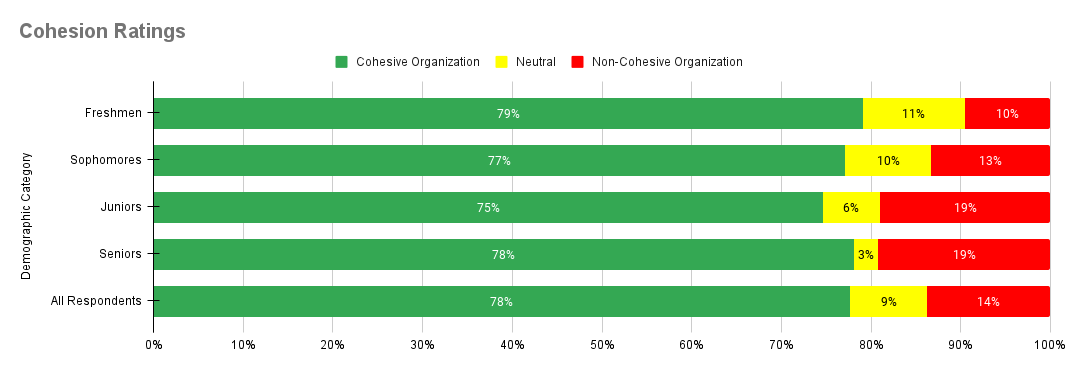 Cohesion Ratings
Cohesive Organization Neutral Non-Cohesive Organization
Demographic Category
Freshmen 79% 11% 10%
Sophomores 77% 10% 13%
Juniors 75% 6% 19%
Seniors 78% 3% 19%
All Respondents 78% 9% 14%
0% 10% 20% 30% 40% 50% 60% 70% 80% 90% 100%